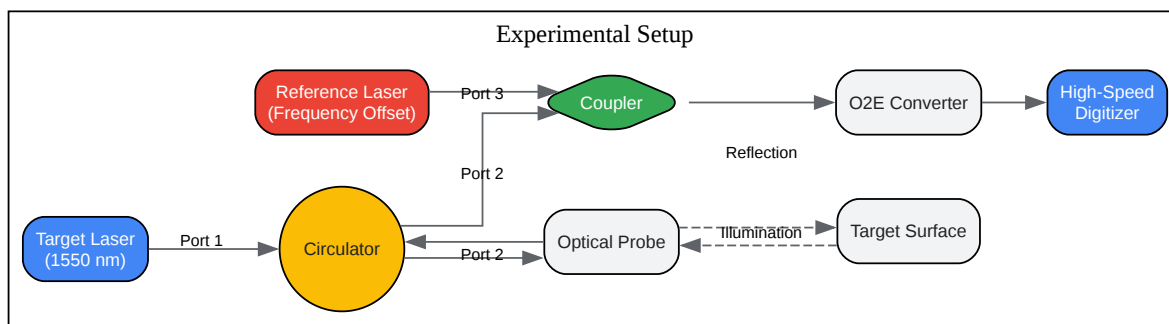 Experimental Setup
Reference Laser
(Frequency Offset)
Port 3
Coupler
O2E Converter
High-Speed
Digitizer
Reflection
Port 2
Target Laser
(1550 nm)
Port 1
Circulator
Port 2
Optical Probe
Illumination
Target Surface